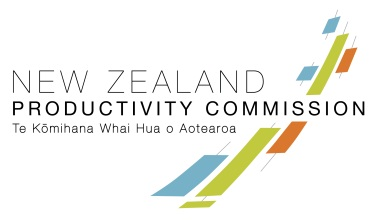 NEW ZEALAND
PRODUCTIVITY COMMISSION
Te Kōmihana Whai Hua o Aotearoa